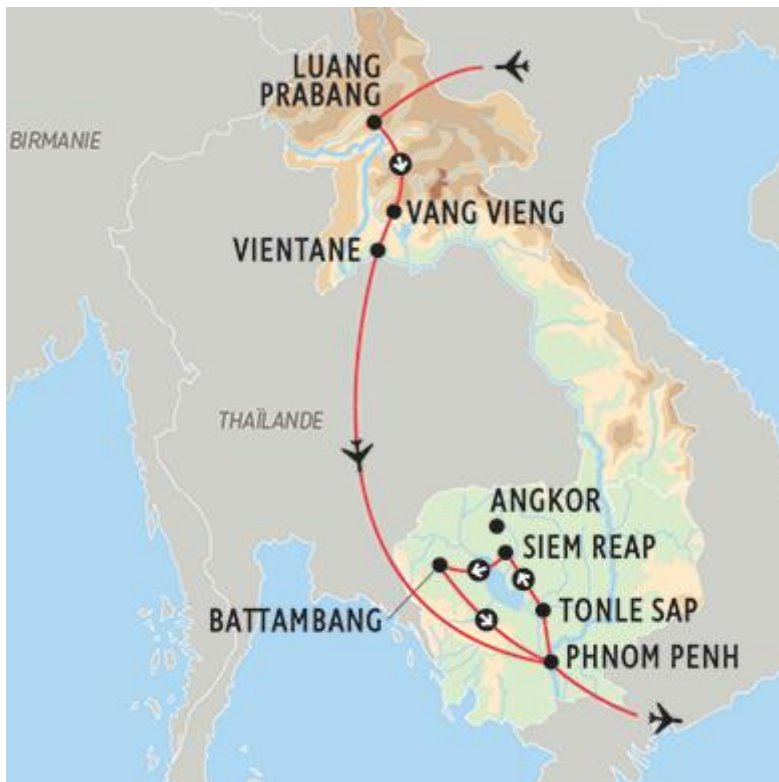 LUANG
PRABANG
BIRMANIE
VANG VIENG
VIENTANE
THAÏLANDE
ANGKOR
SIEM REAP
BATTAMBANG
TONLE SAP
PHNOM PENH